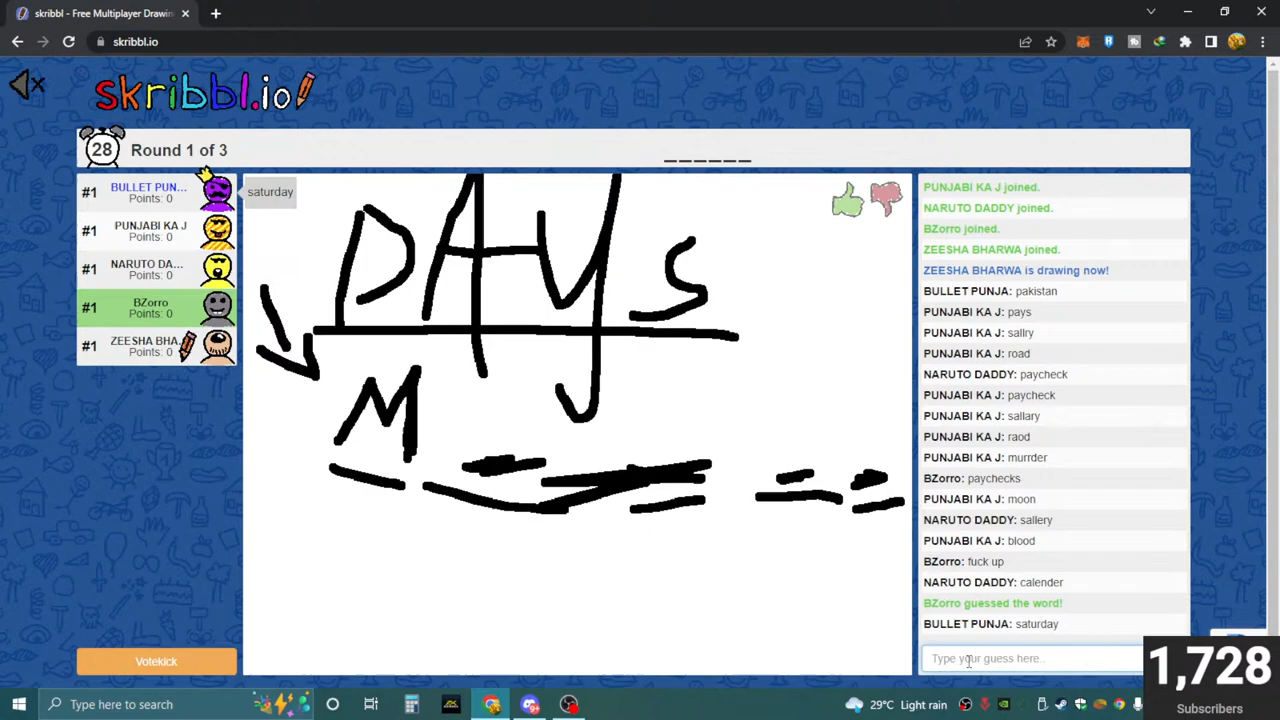 skribbl.io - Free Multiplayer Drawin
skribbl.io
skribbl.io
28
Round 1 of 3
______
#1
BULLET PUN...
Points: 0
saturday
#1
PUNJABI KA J
Points: 0
#1
NARUTO DA...
Points: 0
#1
BZorro
Points: 0
#1
ZEESHA BHA...
Points: 0
Votekick
DAYs
M
PUNJABI KA J joined.
NARUTO DADDY joined.
BZorro joined.
ZEESHA BHARWA joined.
ZEESHA BHARWA is drawing now!
BULLET PUNJA: pakistan
PUNJABI KA J: pays
PUNJABI KA J: sallry
PUNJABI KA J: road
NARUTO DADDY: paycheck
PUNJABI KA J: paycheck
PUNJABI KA J: sallary
PUNJABI KA J: raod
PUNJABI KA J: murrder
BZorro: paychecks
PUNJABI KA J: moon
NARUTO DADDY: sallery
PUNJABI KA J: blood
BZorro: fuck up
NARUTO DADDY: calender
BZorro guessed the word!
BULLET PUNJA: saturday
Type your guess here..
1,728
Subscribers
Type here to search
29°C Light rain